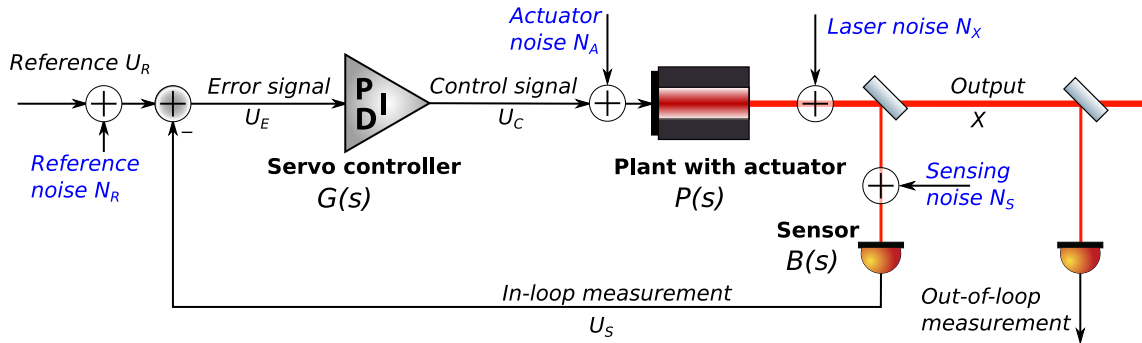 Actuator
noise N_A
Laser noise N_X
Reference U_R
Error signal
U_E
P
I
D
Control signal
U_C
Output
X
Reference
noise N_R
Servo controller
G(s)
Plant with actuator
P(s)
Sensing
noise N_S
Sensor
B(s)
−
In-loop measurement
U_S
Out-of-loop
measurement